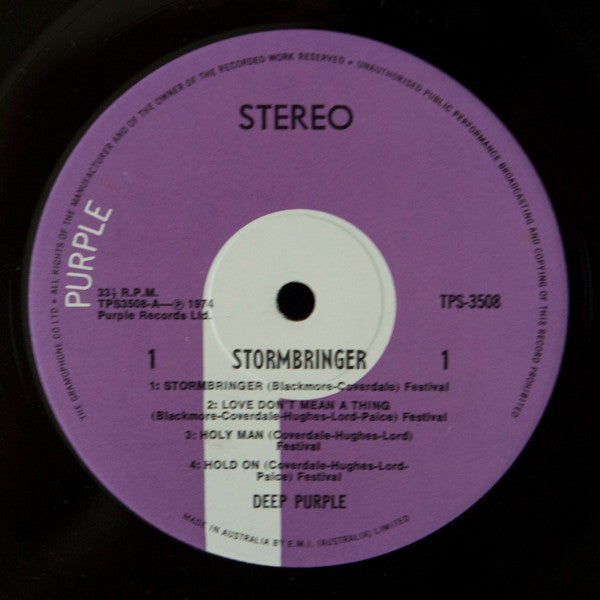 THE GRAMOPHONE CO LTD • ALL RIGHTS OF THE MANUFACTURER AND OF THE OWNER OF THE RECORDED WORK RESERVED • UNAUTHORISED PUBLIC PERFORMANCE BROADCASTING AND COPYING OF THIS RECORD PROHIBITED
STEREO
PURPLE
33⅓ R.P.M.
TPS3508-A—℗ 1974
Purple Records Ltd.
TPS-3508
1 STORMBRINGER 1
1: STORMBRINGER (Blackmore-Coverdale) Festival
2: LOVE DON'T MEAN A THING
(Blackmore-Coverdale-Hughes-Lord-Paice) Festival
3: HOLY MAN (Coverdale-Hughes-Lord)
Festival
4: HOLD ON (Coverdale-Hughes-Lord-
Paice) Festival
DEEP PURPLE
MADE IN AUSTRALIA BY E.M.I. (AUSTRALIA) LIMITED